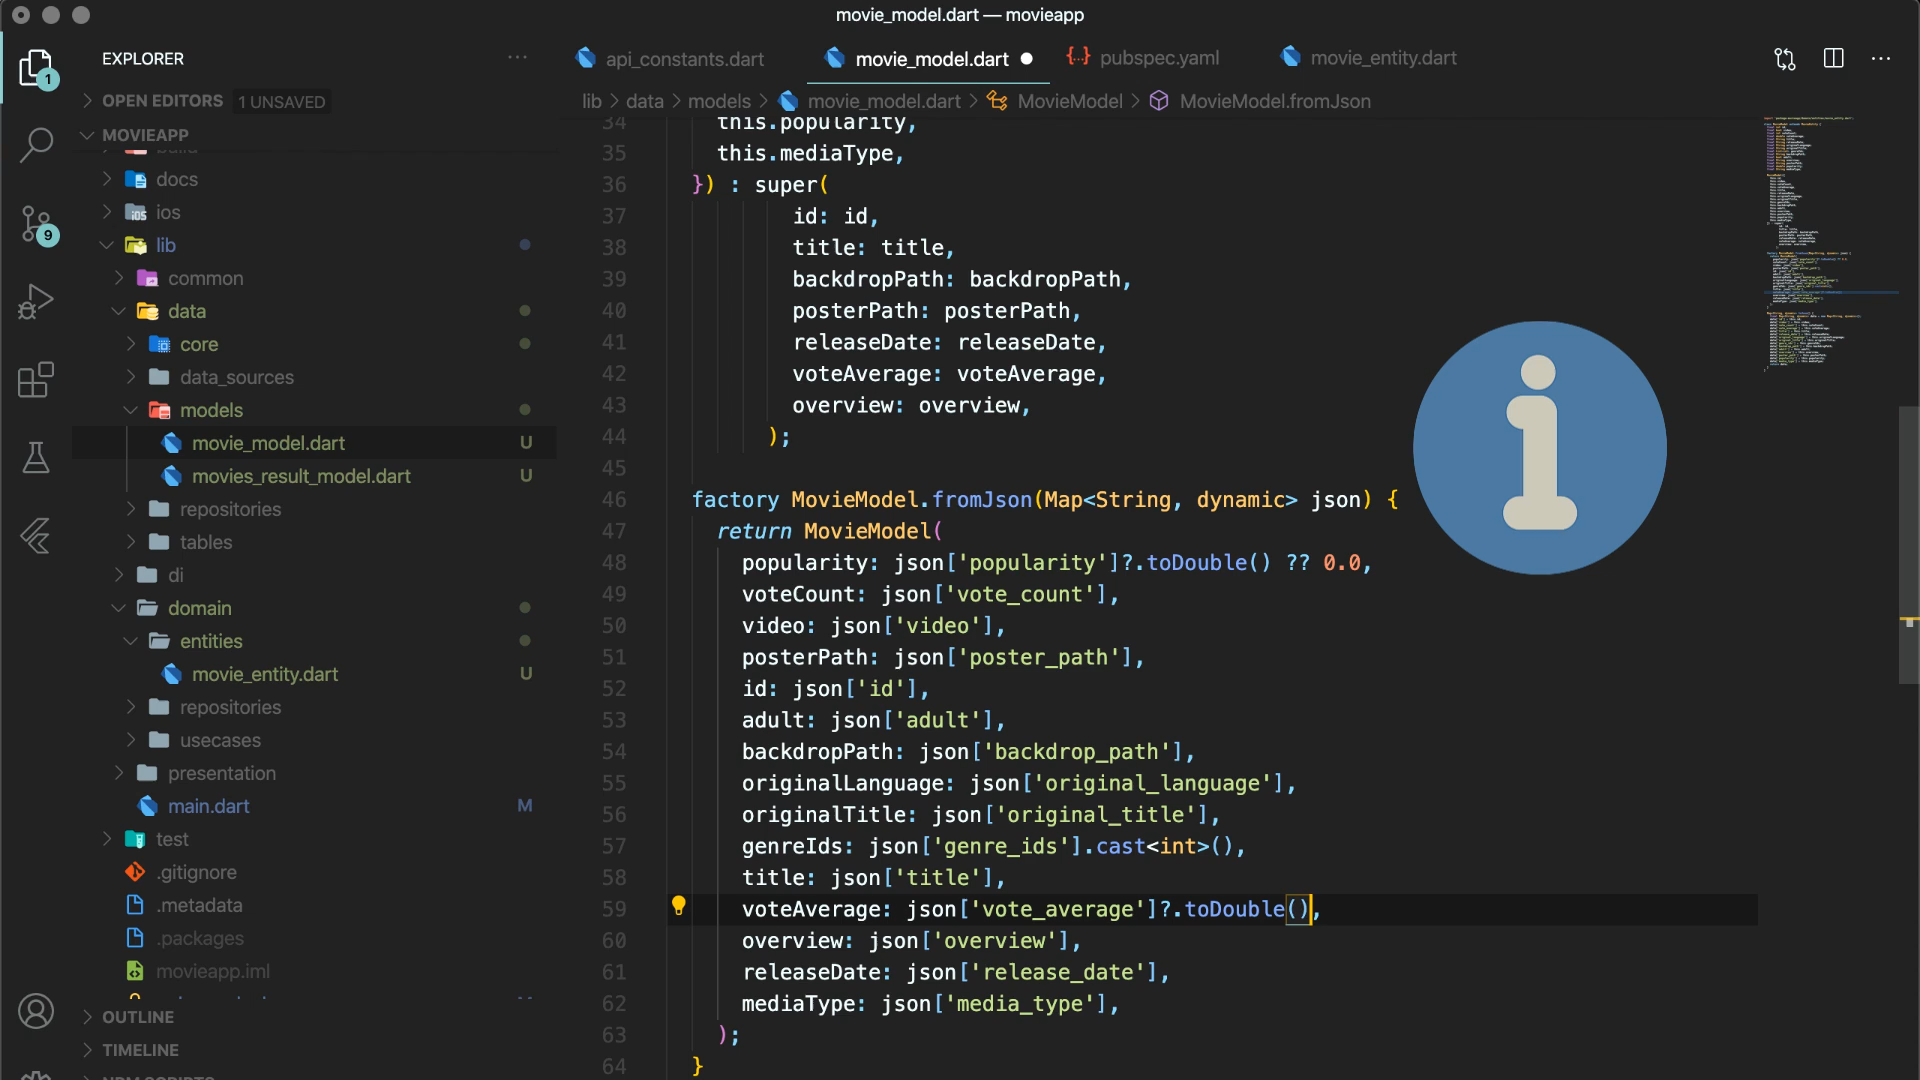 movie_model.dart — movieapp
EXPLORER
api_constants.dart
movie_model.dart
pubspec.yaml
movie_entity.dart
1
OPEN EDITORS 1 UNSAVED
MOVIEAPP
docs
ios
lib
common
data
core
data_sources
models
movie_model.dart U
movies_result_model.dart U
repositories
tables
di
domain
entities
movie_entity.dart U
repositories
usecases
presentation
main.dart M
test
.gitignore
.metadata
.packages
movieapp.iml
OUTLINE
TIMELINE
9
lib > data > models > movie_model.dart > MovieModel > MovieModel.fromJson
34 this.popularity,
35 this.mediaType,
36 }) : super(
37 id: id,
38 title: title,
39 backdropPath: backdropPath,
40 posterPath: posterPath,
41 releaseDate: releaseDate,
42 voteAverage: voteAverage,
43 overview: overview,
44 );
45
46 factory MovieModel.fromJson(Map<String, dynamic> json) {
47 return MovieModel(
48 popularity: json['popularity']?.toDouble() ?? 0.0,
49 voteCount: json['vote_count'],
50 video: json['video'],
51 posterPath: json['poster_path'],
52 id: json['id'],
53 adult: json['adult'],
54 backdropPath: json['backdrop_path'],
55 originalLanguage: json['original_language'],
56 originalTitle: json['original_title'],
57 genreIds: json['genre_ids'].cast<int>(),
58 title: json['title'],
59 voteAverage: json['vote_average']?.toDouble(),
60 overview: json['overview'],
61 releaseDate: json['release_date'],
62 mediaType: json['media_type'],
63 );
64 }